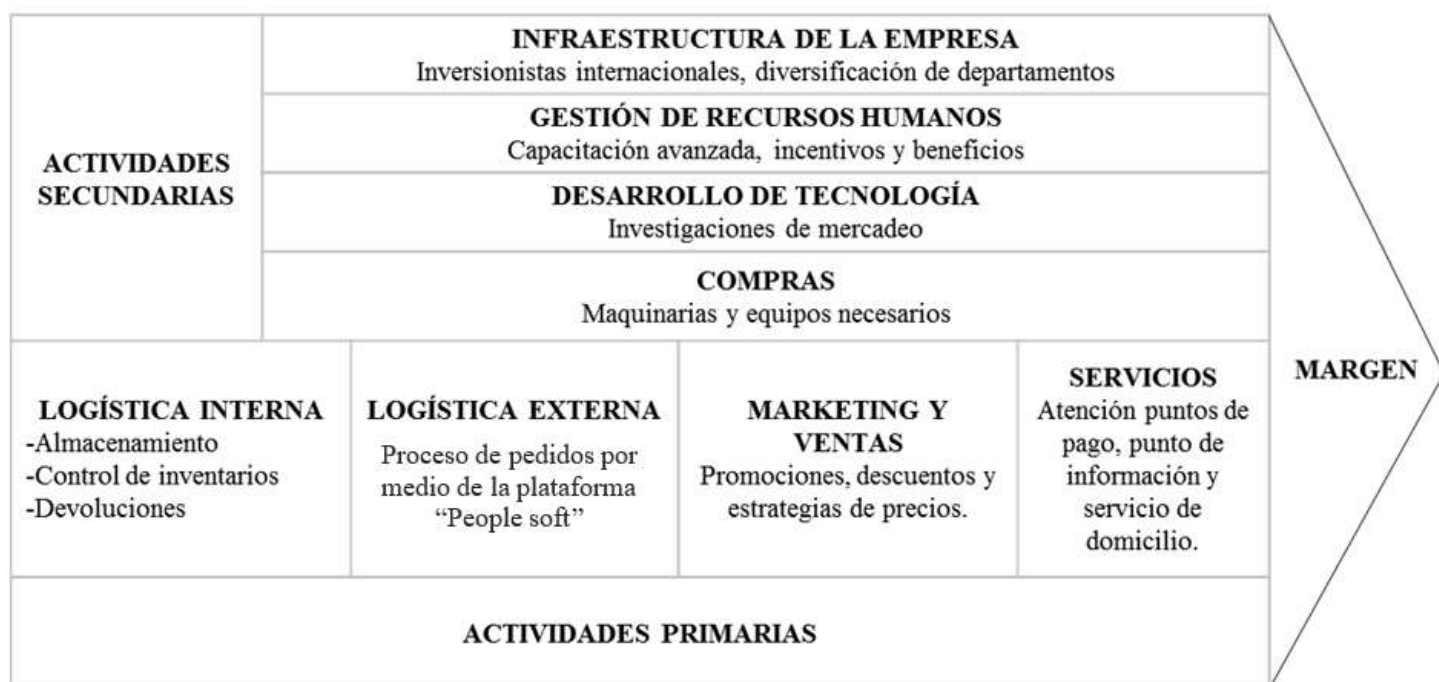 INFRAESTRUCTURA DE LA EMPRESA
Inversionistas internacionales, diversificación de departamentos
GESTIÓN DE RECURSOS HUMANOS
Capacitación avanzada, incentivos y beneficios
ACTIVIDADES
SECUNDARIAS
DESARROLLO DE TECNOLOGÍA
Investigaciones de mercadeo
COMPRAS
Maquinarias y equipos necesarios
LOGÍSTICA INTERNA
-Almacenamiento
-Control de inventarios
-Devoluciones
LOGÍSTICA EXTERNA
Proceso de pedidos por
medio de la plataforma
“People soft”
MARKETING Y
VENTAS
Promociones, descuentos y
estrategias de precios.
SERVICIOS
Atención puntos de
pago, punto de
información y
servicio de
domicilio.
MARGEN
ACTIVIDADES PRIMARIAS